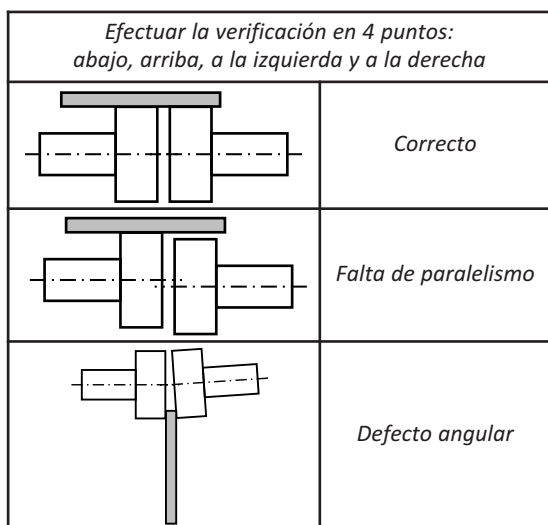 Efectuar la verificación en 4 puntos:
abajo, arriba, a la izquierda y a la derecha
Correcto
Falta de paralelismo
Defecto angular